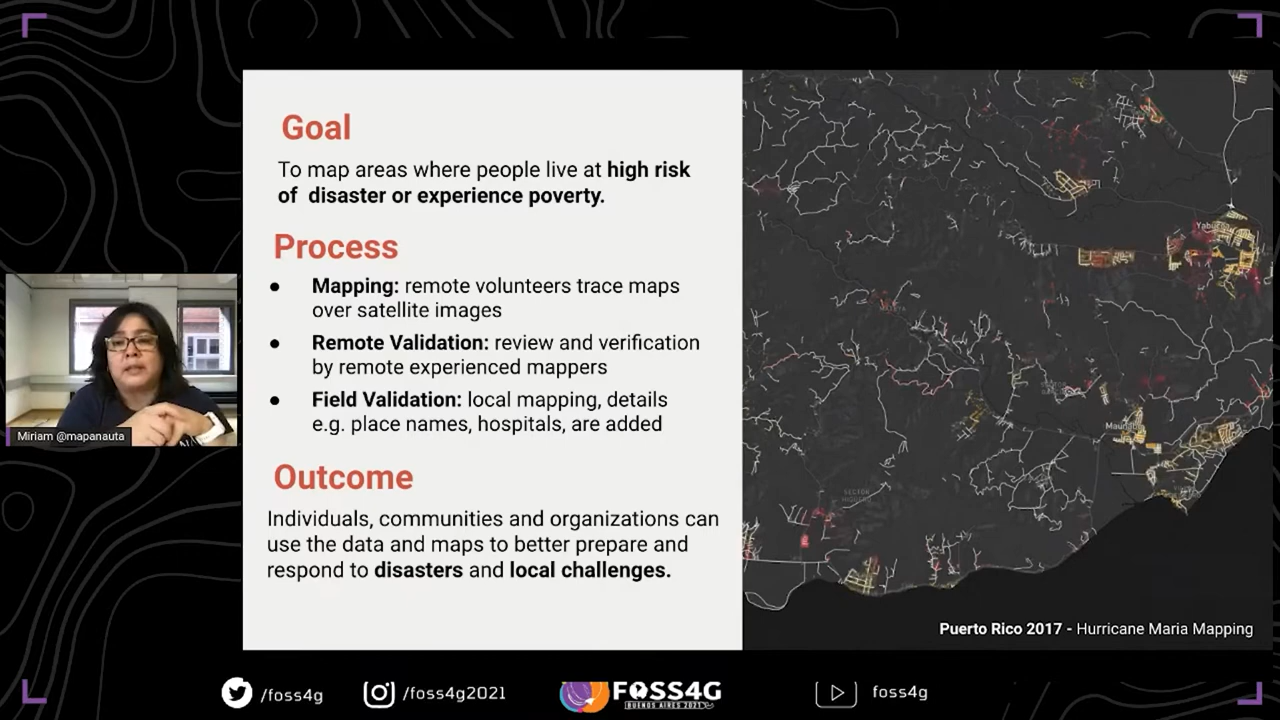 Goal
To map areas where people live at high risk
of disaster or experience poverty.
Process
● Mapping: remote volunteers trace maps
over satellite images
● Remote Validation: review and verification
by remote experienced mappers
● Field Validation: local mapping, details
e.g. place names, hospitals, are added
Outcome
Individuals, communities and organizations can
use the data and maps to better prepare and
respond to disasters and local challenges.
Miriam @mapanauta
Puerto Rico 2017 - Hurricane Maria Mapping
/foss4g
/foss4g2021
FOSS4G
BUENOS AIRES 2021
foss4g